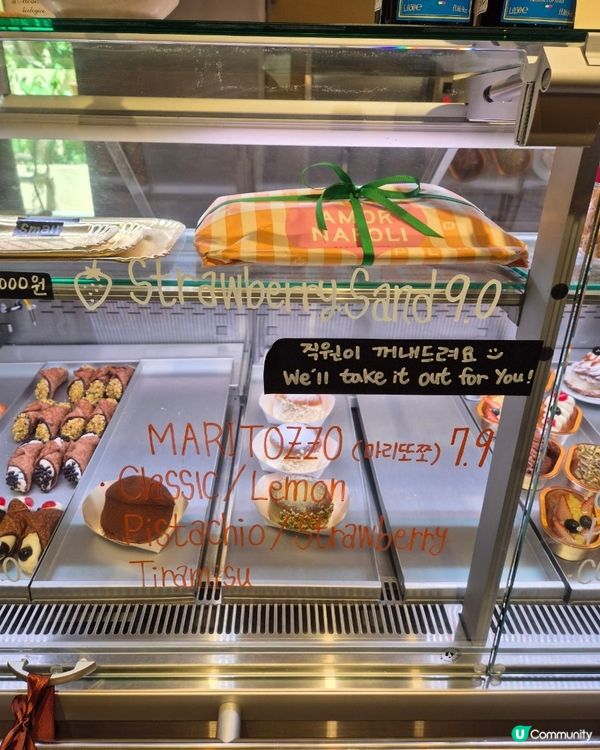 biologico
Small
AMOR
NAPOLI
000원
Strawberry Sand 9.0
직원이 꺼내드려요
We'll take it out for You!
MARITOZZO (마리또쪼) 7.9
· Classic / Lemon
· Pistachio / Strawberry
Tiramisu
U Community